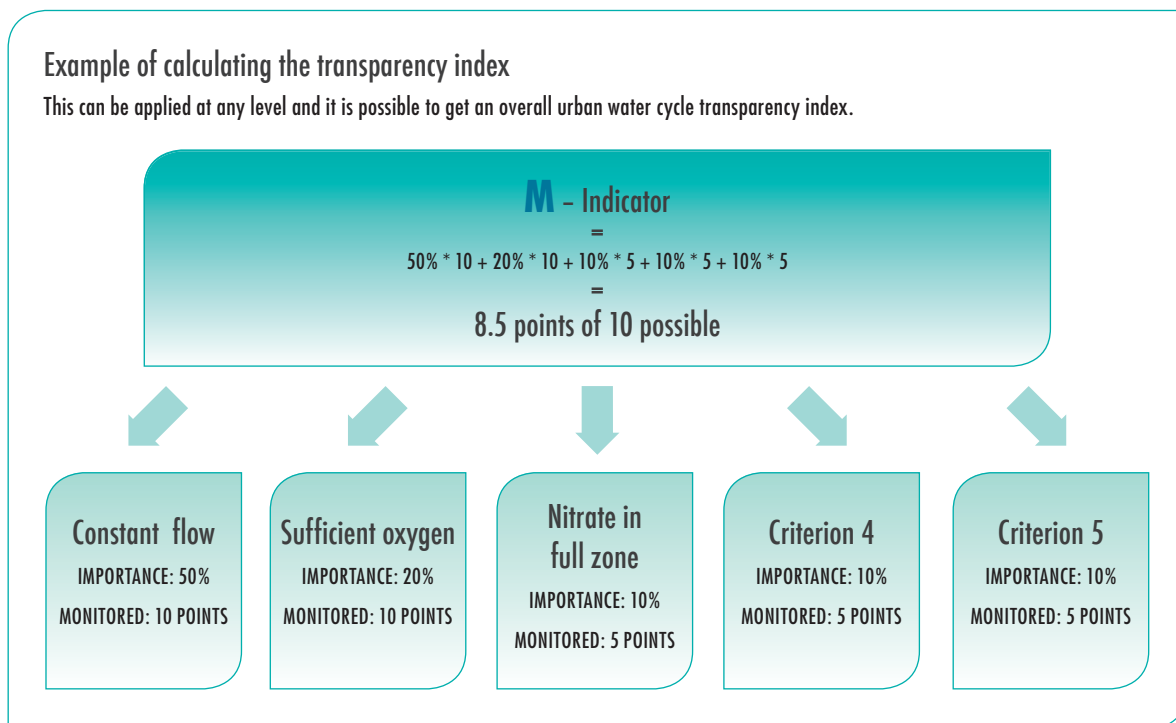 Example of calculating the transparency index
This can be applied at any level and it is possible to get an overall urban water cycle transparency index.
M – Indicator
=
50% * 10 + 20% * 10 + 10% * 5 + 10% * 5 + 10% * 5
=
8.5 points of 10 possible
Constant flow
IMPORTANCE: 50%
MONITORED: 10 POINTS
Sufficient oxygen
IMPORTANCE: 20%
MONITORED: 10 POINTS
Nitrate in
full zone
IMPORTANCE: 10%
MONITORED: 5 POINTS
Criterion 4
IMPORTANCE: 10%
MONITORED: 5 POINTS
Criterion 5
IMPORTANCE: 10%
MONITORED: 5 POINTS